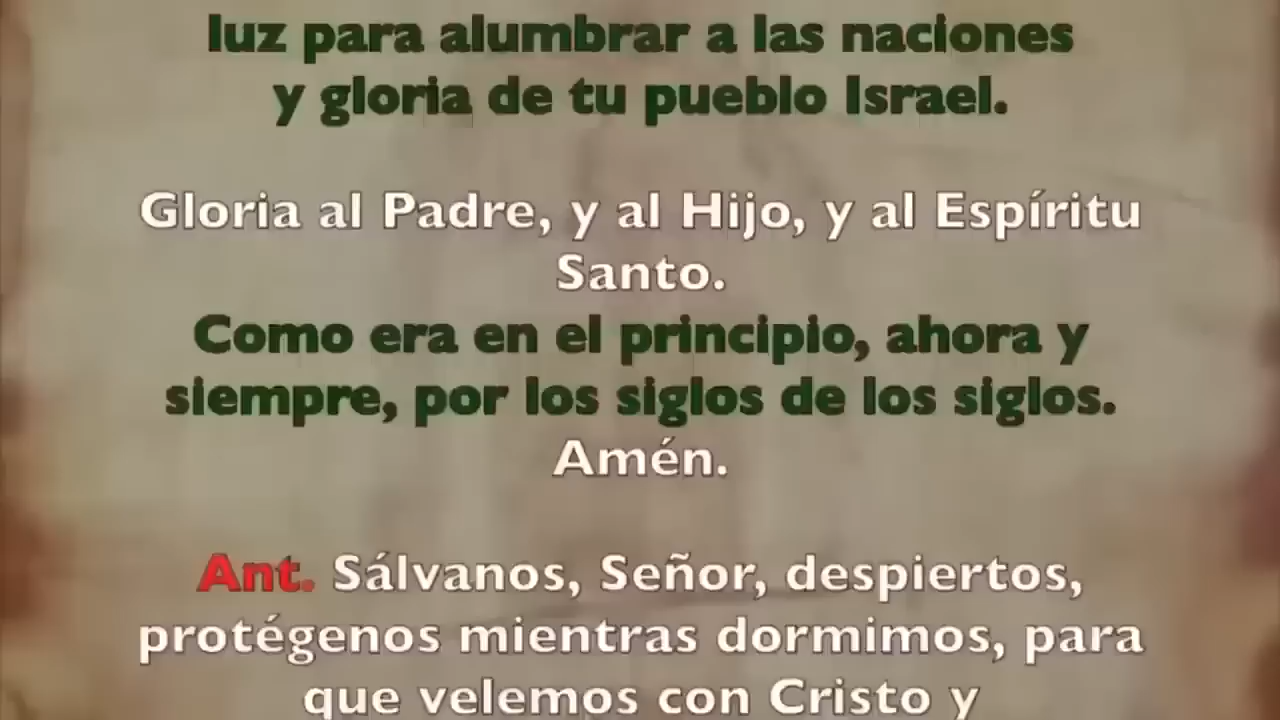 luz para alumbrar a las naciones
y gloria de tu pueblo Israel.
Gloria al Padre, y al Hijo, y al Espíritu
Santo.
Como era en el principio, ahora y
siempre, por los siglos de los siglos.
Amén.
Ant. Sálvanos, Señor, despiertos,
protégenos mientras dormimos, para
que velemos con Cristo y